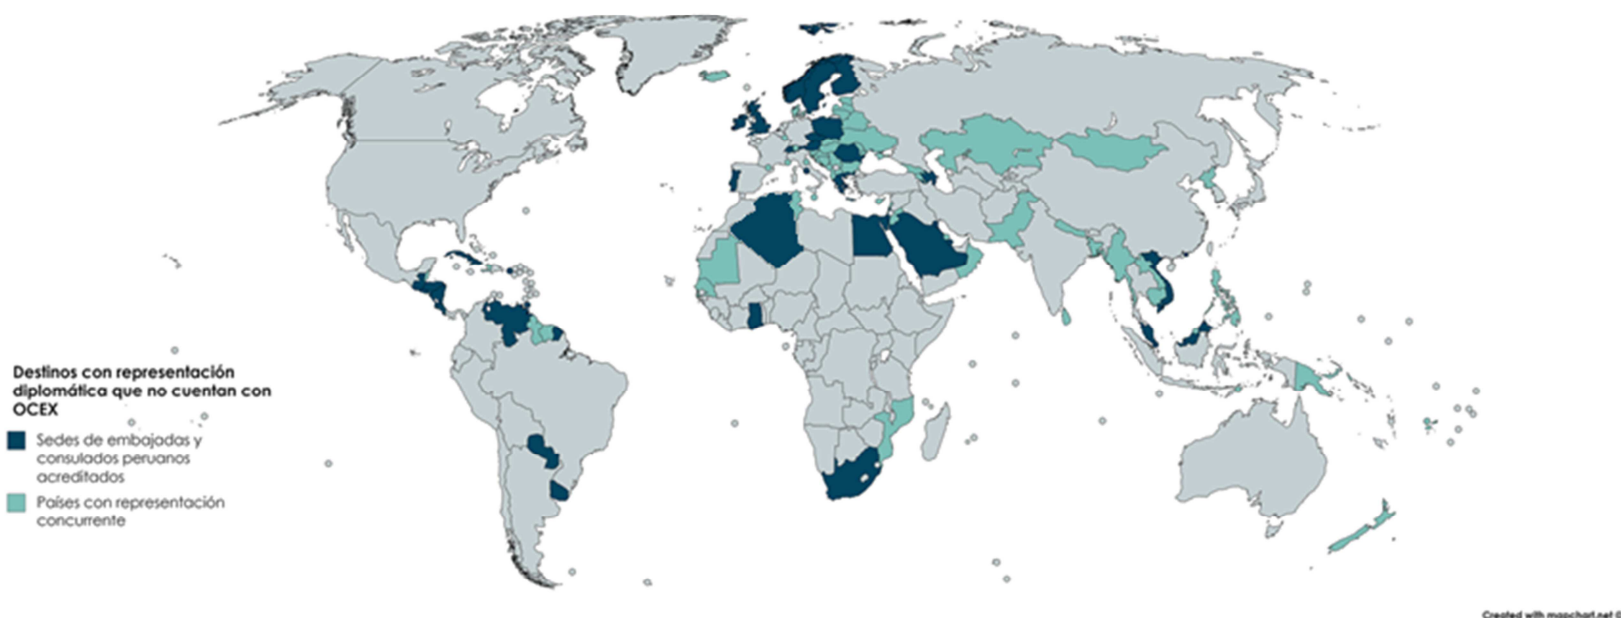 Destinos con representación
diplomática que no cuentan con
OCEX
Sedes de embajadas y
consulados peruanos
acreditados
Países con representación
concurrente
Created with mapchart.net ©